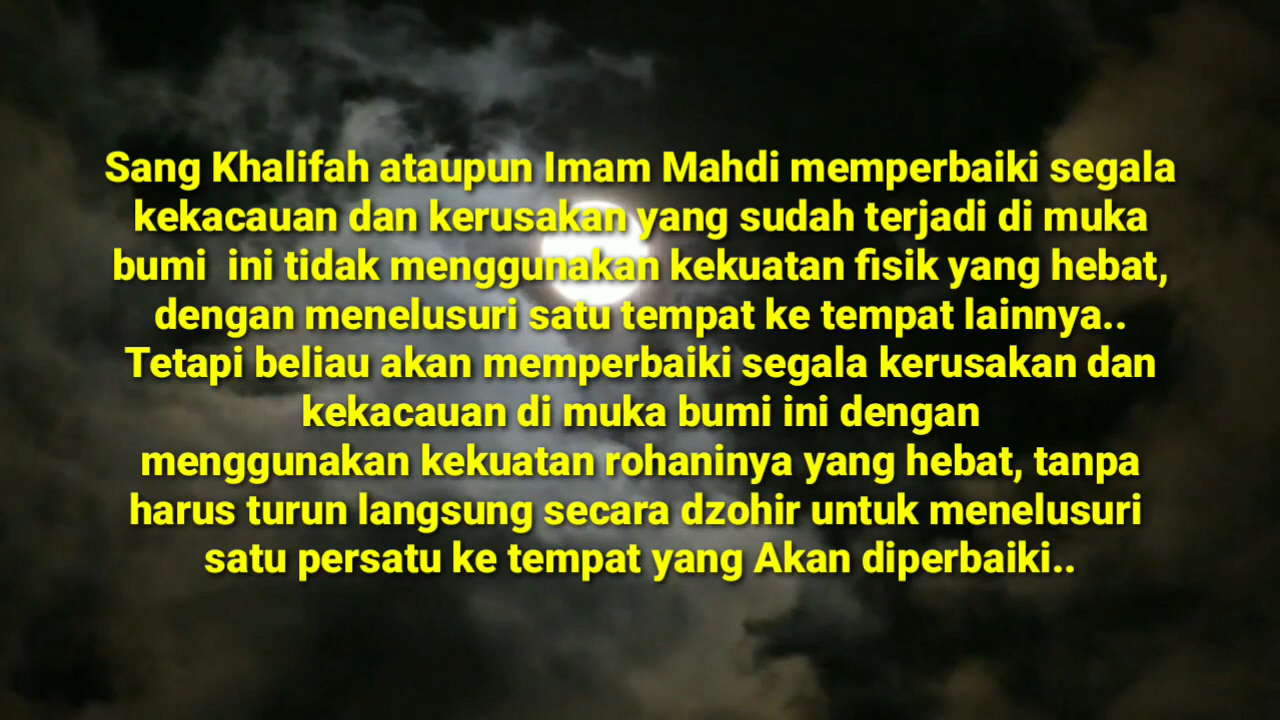 Sang Khalifah ataupun Imam Mahdi memperbaiki segala
kekacauan dan kerusakan yang sudah terjadi di muka
bumi  ini tidak menggunakan kekuatan fisik yang hebat,
dengan menelusuri satu tempat ke tempat lainnya..
Tetapi beliau akan memperbaiki segala kerusakan dan
kekacauan di muka bumi ini dengan
menggunakan kekuatan rohaninya yang hebat, tanpa
harus turun langsung secara dzohir untuk menelusuri
satu persatu ke tempat yang Akan diperbaiki..